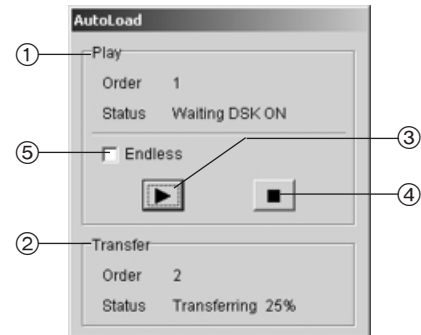 AutoLoad
① Play
Order 1
Status Waiting DSK ON
③
⑤ Endless
④
② Transfer
Order 2
Status Transferring 25%